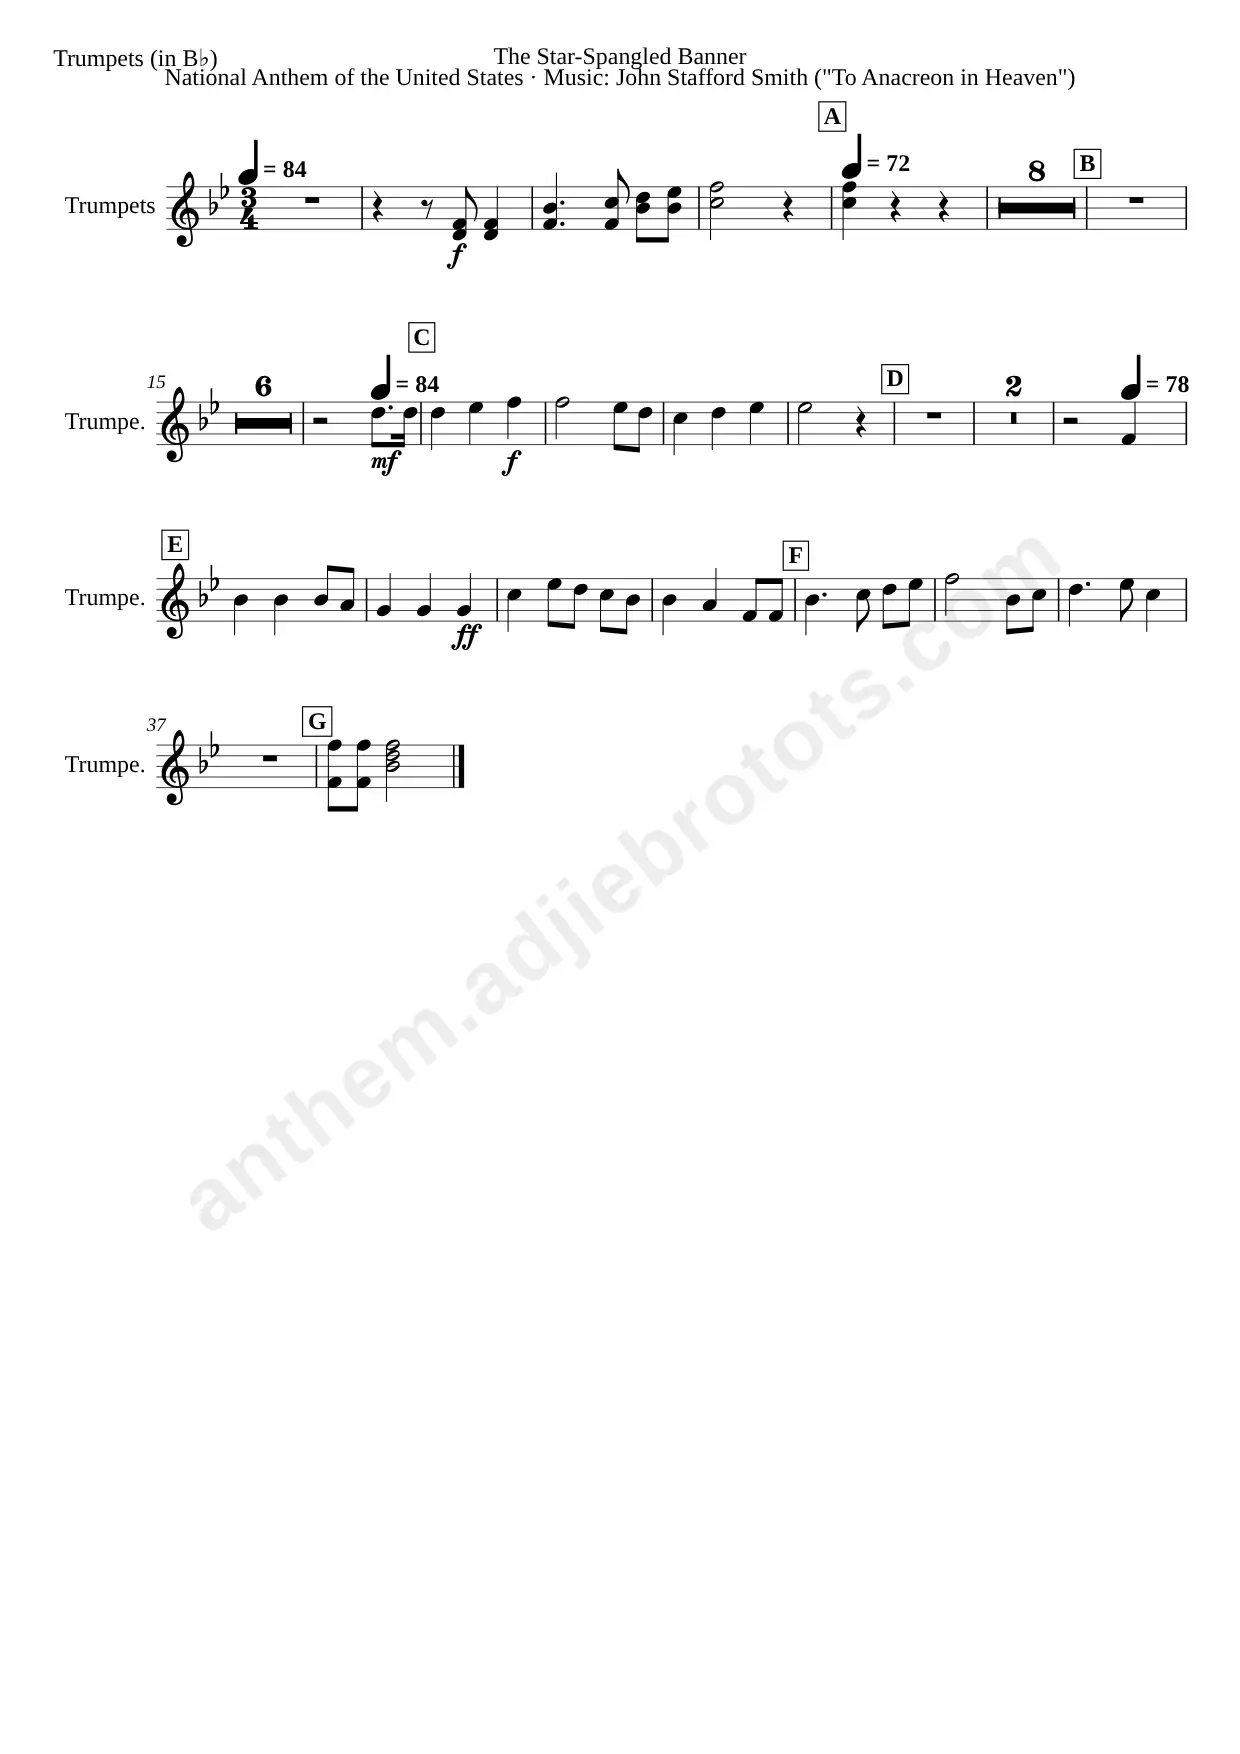 Trumpets (in B♭)
The Star-Spangled Banner
National Anthem of the United States · Music: John Stafford Smith ("To Anacreon in Heaven")
A
= 84
= 72
8
B
Trumpets
3
4
f
C
15
6
= 84
D
2
= 78
Trumpe.
mf
f
E
F
Trumpe.
ff
37
G
Trumpe.
anthem.adjiebrotots.com